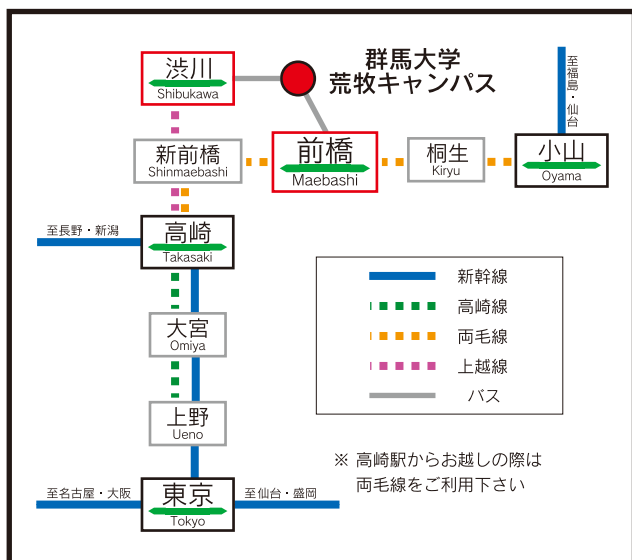 群馬大学
荒牧キャンパス
渋川
Shibukawa
至福島・仙台
新前橋
Shinmaebashi
前橋
Maebashi
桐生
Kiryu
小山
Oyama
至長野・新潟
高崎
Takasaki
新幹線
高崎線
両毛線
上越線
バス
大宮
Omiya
上野
Ueno
※ 高崎駅からお越しの際は
両毛線をご利用下さい
至名古屋・大阪
東京
Tokyo
至仙台・盛岡